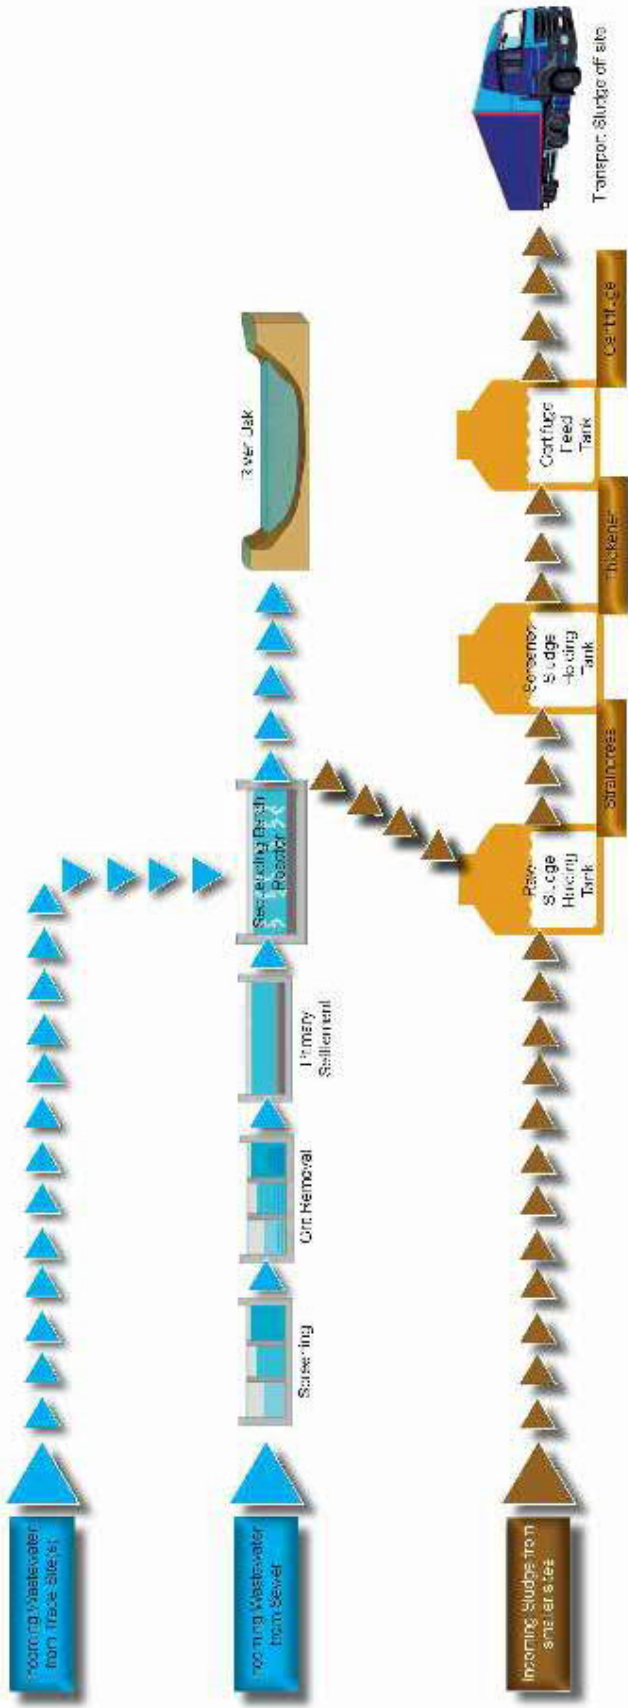 Incoming Wastewater
from Trade Site(s)
Incoming Wastewater
from Sewer
Screening
Grit Removal
Primary
Settlement
Sequencing Batch
Reactor
River Usk
Incoming Sludge from
smaller sites
Raw
Sludge
Holding
Tank
Strainpress
Screened
Sludge
Holding
Tank
Thickener
Centrifuge
Feed
Tank
Centrifuge
Transport Sludge off site